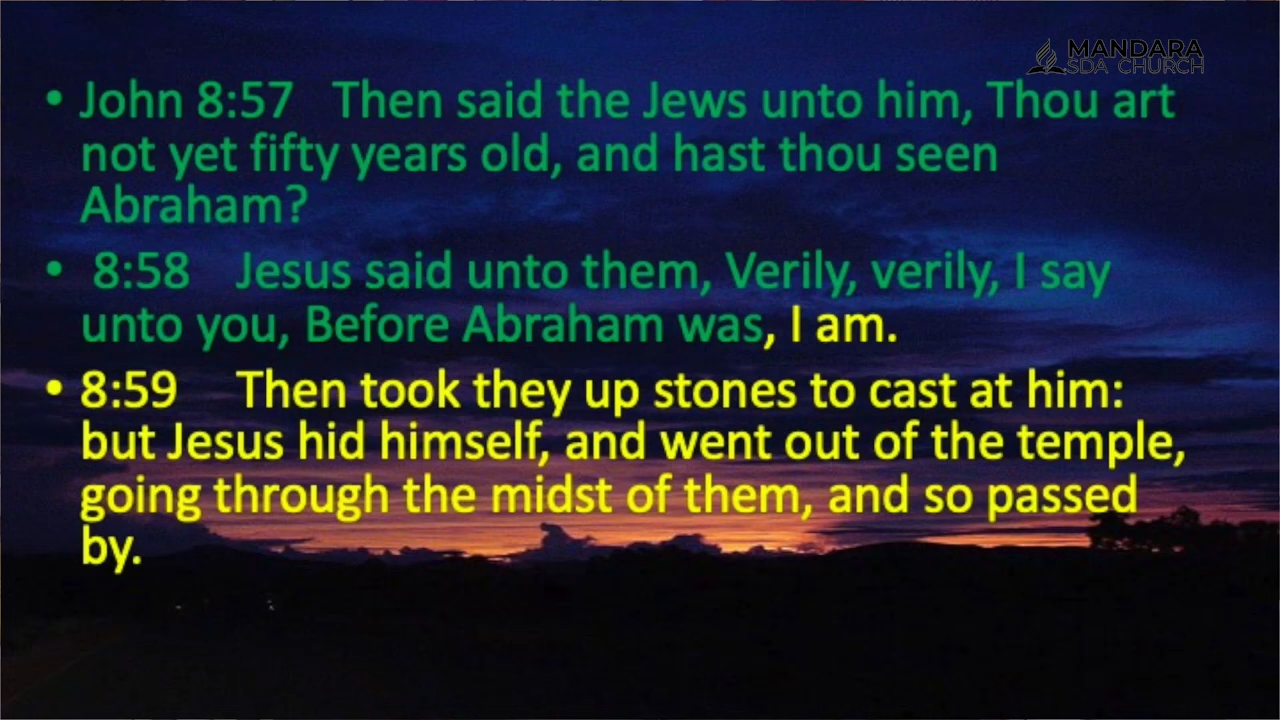 MANDARA
SDA CHURCH
• John 8:57 Then said the Jews unto him, Thou art
not yet fifty years old, and hast thou seen
Abraham?
• 8:58 Jesus said unto them, Verily, verily, I say
unto you, Before Abraham was, I am.
• 8:59 Then took they up stones to cast at him:
but Jesus hid himself, and went out of the temple,
going through the midst of them, and so passed
by.